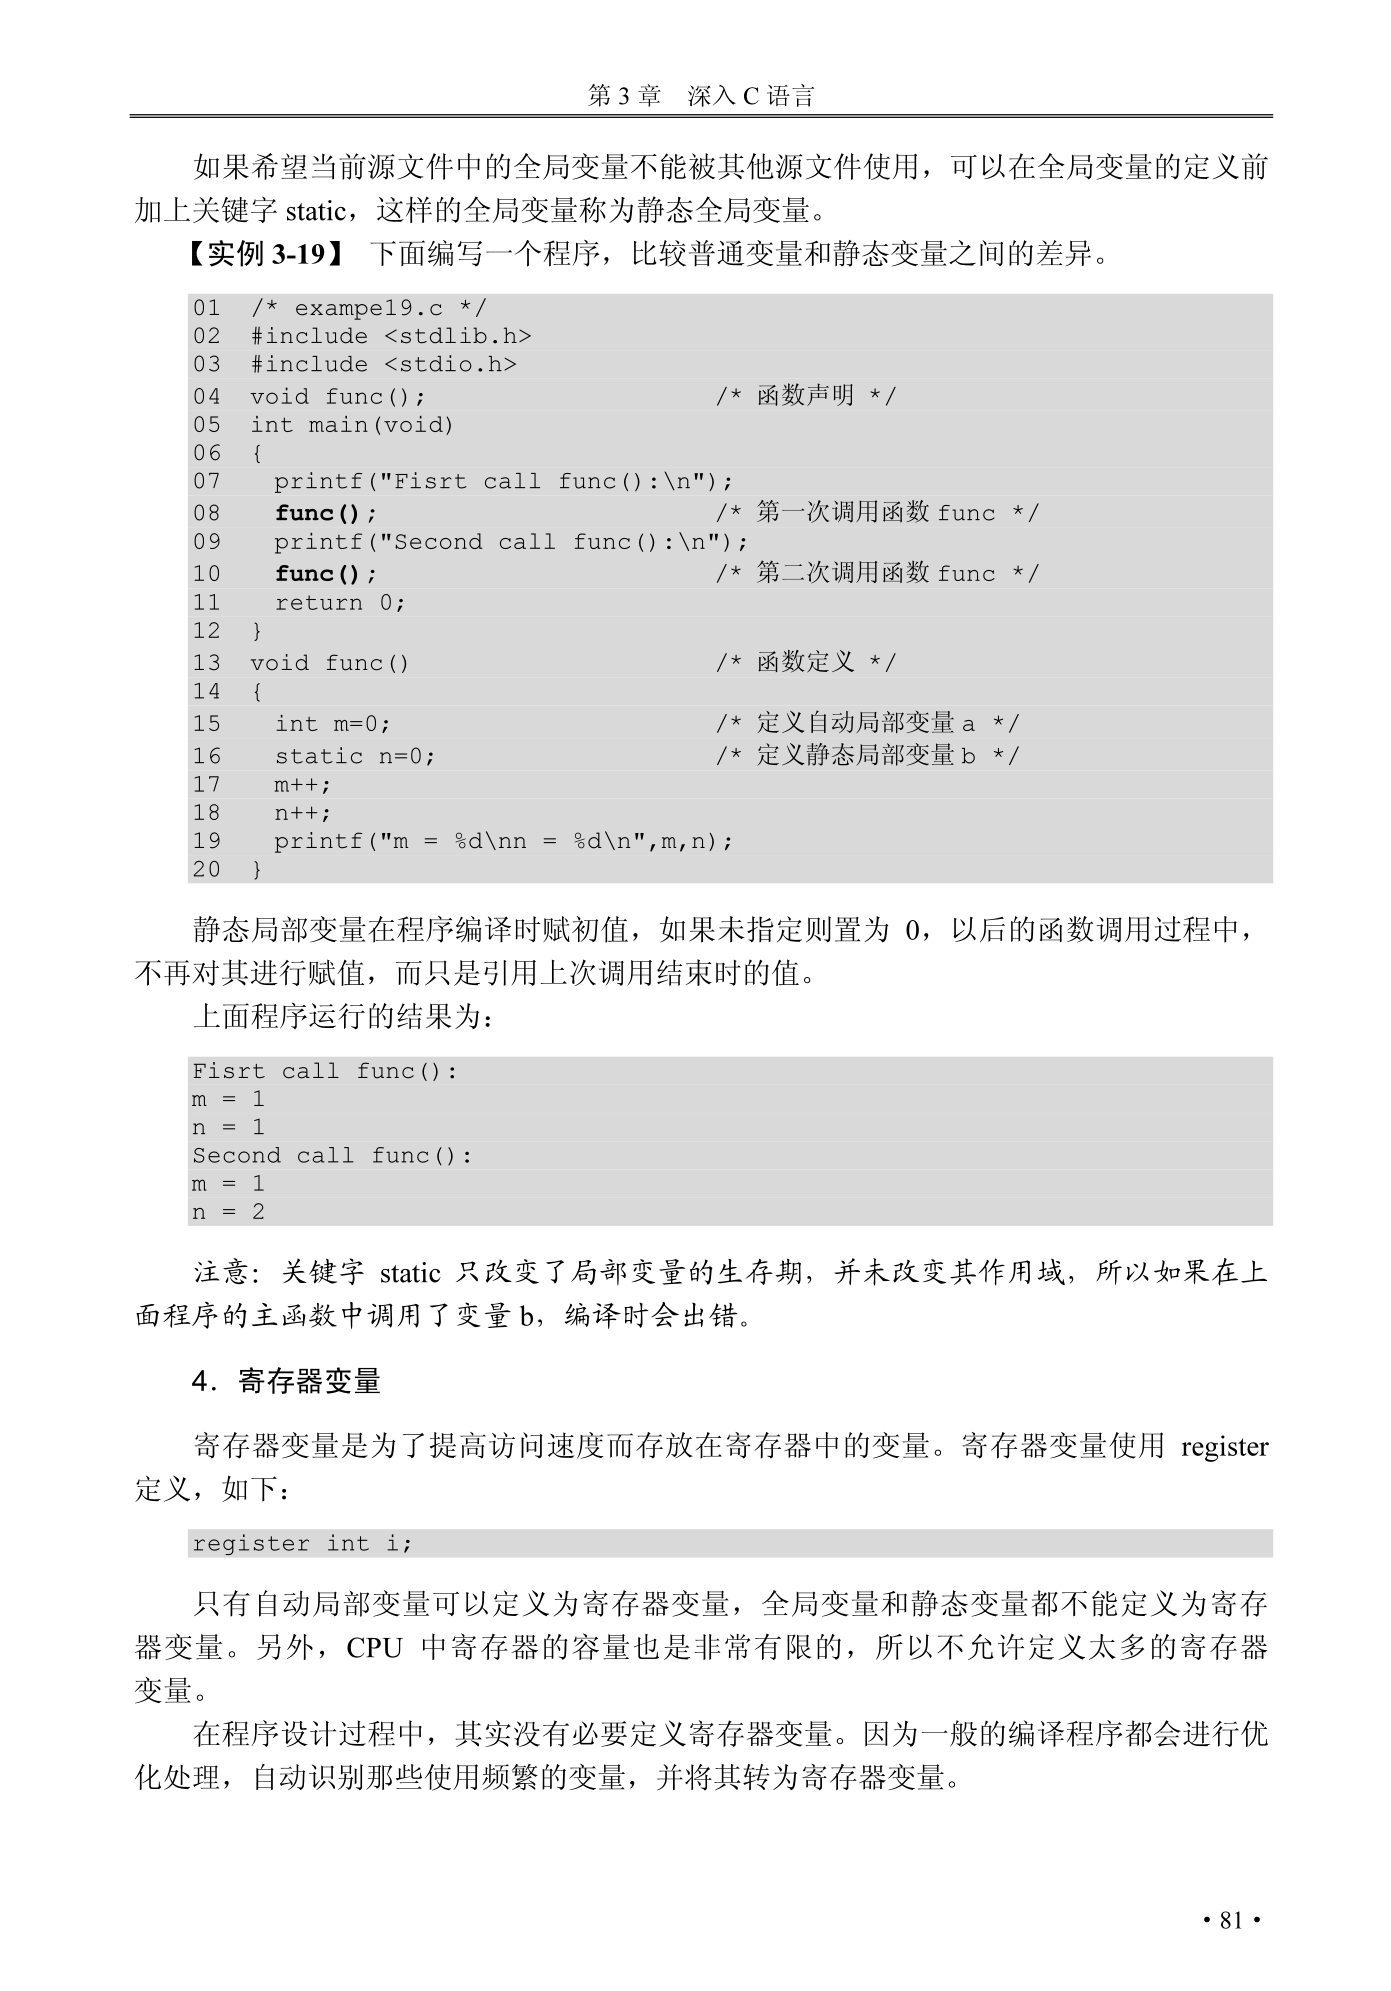 第 3 章　深入 C 语言
如果希望当前源文件中的全局变量不能被其他源文件使用，可以在全局变量的定义前
加上关键字 static，这样的全局变量称为静态全局变量。
【实例 3-19】 下面编写一个程序，比较普通变量和静态变量之间的差异。
01 /* exampe19.c */
02 #include <stdlib.h>
03 #include <stdio.h>
04 void func(); /* 函数声明 */
05 int main(void)
06 {
07 printf("Fisrt call func():\n");
08 func(); /* 第一次调用函数 func */
09 printf("Second call func():\n");
10 func(); /* 第二次调用函数 func */
11 return 0;
12 }
13 void func() /* 函数定义 */
14 {
15 int m=0; /* 定义自动局部变量 a */
16 static n=0; /* 定义静态局部变量 b */
17 m++;
18 n++;
19 printf("m = %d\nn = %d\n",m,n);
20 }
静态局部变量在程序编译时赋初值，如果未指定则置为 0，以后的函数调用过程中，
不再对其进行赋值，而只是引用上次调用结束时的值。
上面程序运行的结果为：
Fisrt call func():
m = 1
n = 1
Second call func():
m = 1
n = 2
注意：关键字 static 只改变了局部变量的生存期，并未改变其作用域，所以如果在上
面程序的主函数中调用了变量 b，编译时会出错。
4．寄存器变量
寄存器变量是为了提高访问速度而存放在寄存器中的变量。寄存器变量使用 register
定义，如下：
register int i;
只有自动局部变量可以定义为寄存器变量，全局变量和静态变量都不能定义为寄存
器变量。另外，CPU 中寄存器的容量也是非常有限的，所以不允许定义太多的寄存器
变量。
在程序设计过程中，其实没有必要定义寄存器变量。因为一般的编译程序都会进行优
化处理，自动识别那些使用频繁的变量，并将其转为寄存器变量。
• 81 •